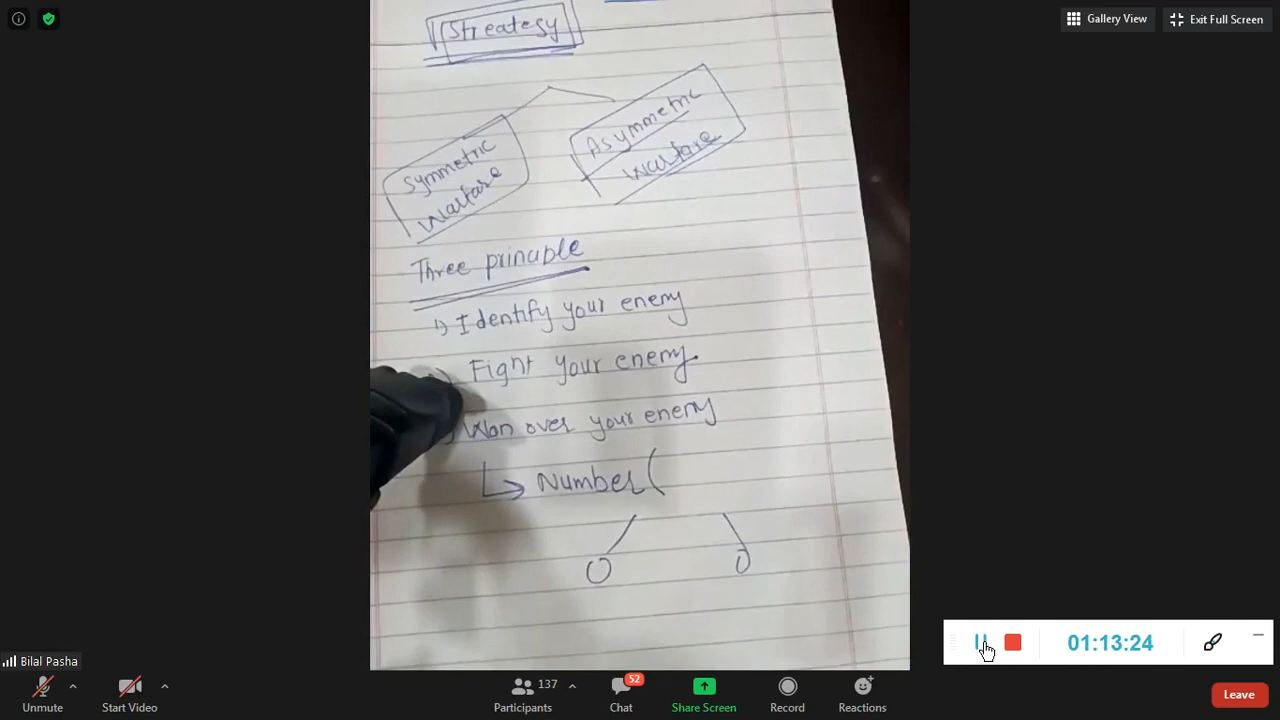 Gallery View
Exit Full Screen
Streatesy
Symmetric
Warfare
Asymmetric
Warfare
Three principle
1) Identify your enemy
Fight your enemy.
Won over your enemy
Number (
O
O
Bilal Pasha
01:13:24
Unmute
Start Video
137
Participants
52
Chat
Share Screen
Record
Reactions
Leave